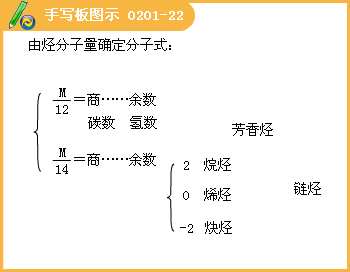 手写板图示 0201-22
由烃分子量确定分子式：
M/12＝商……余数
碳数 氢数
芳香烃
M/14＝商……余数
2 烷烃
0 烯烃
-2 炔烃
链烃